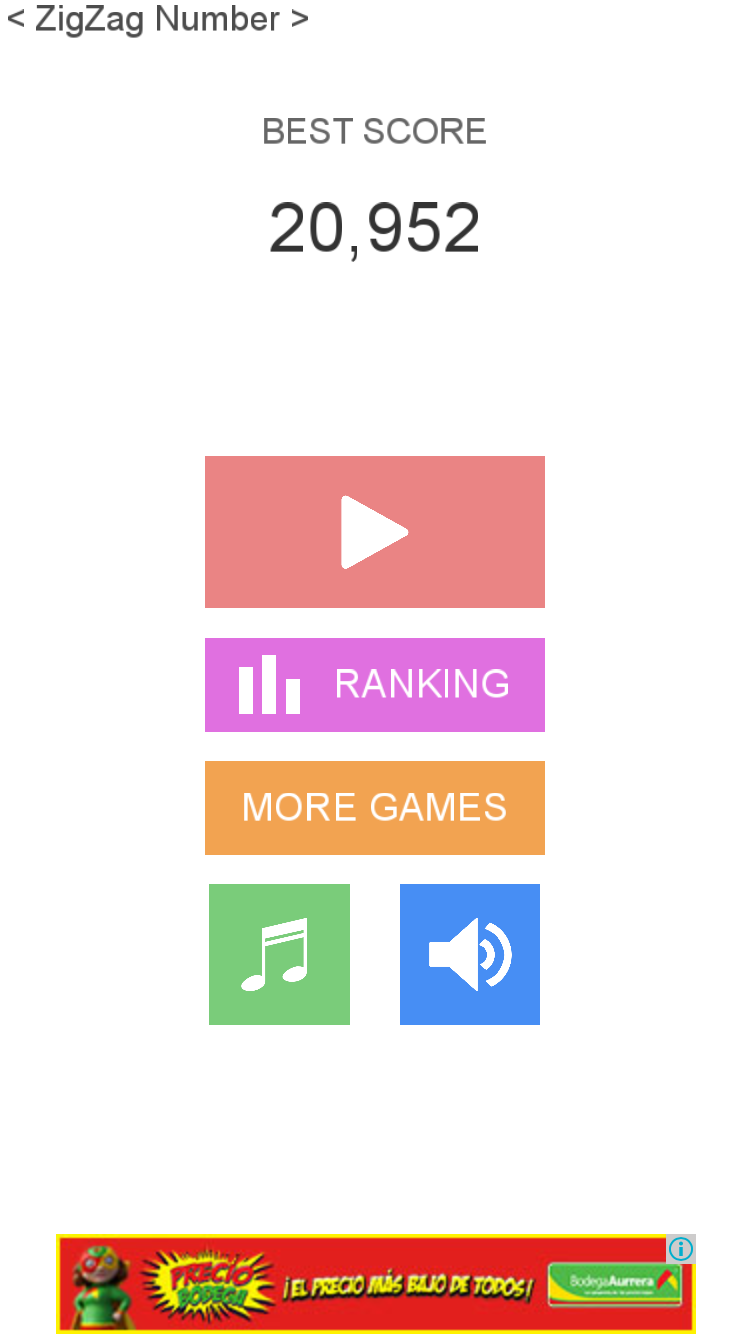 < ZigZag Number >
BEST SCORE
20,952
RANKING
MORE GAMES
PRECIO
BODEGA!
¡EL PRECIO MÁS BAJO DE TODOS!
BodegaAurrera